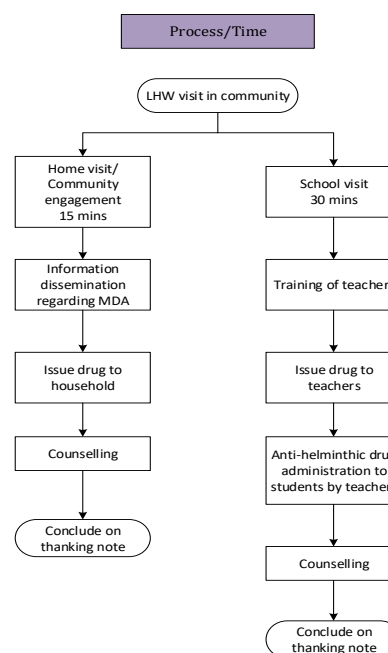 Process/Time
LHW visit in community
Home visit/
Community
engagement
15 mins
Information
dissemination
regarding MDA
Issue drug to
household
Counselling
Conclude on
thanking note
School visit
30 mins
Training of teacher
Issue drug to
teachers
Anti-helminthic dru
administration to
students by teacher
Counselling
Conclude on
thanking note